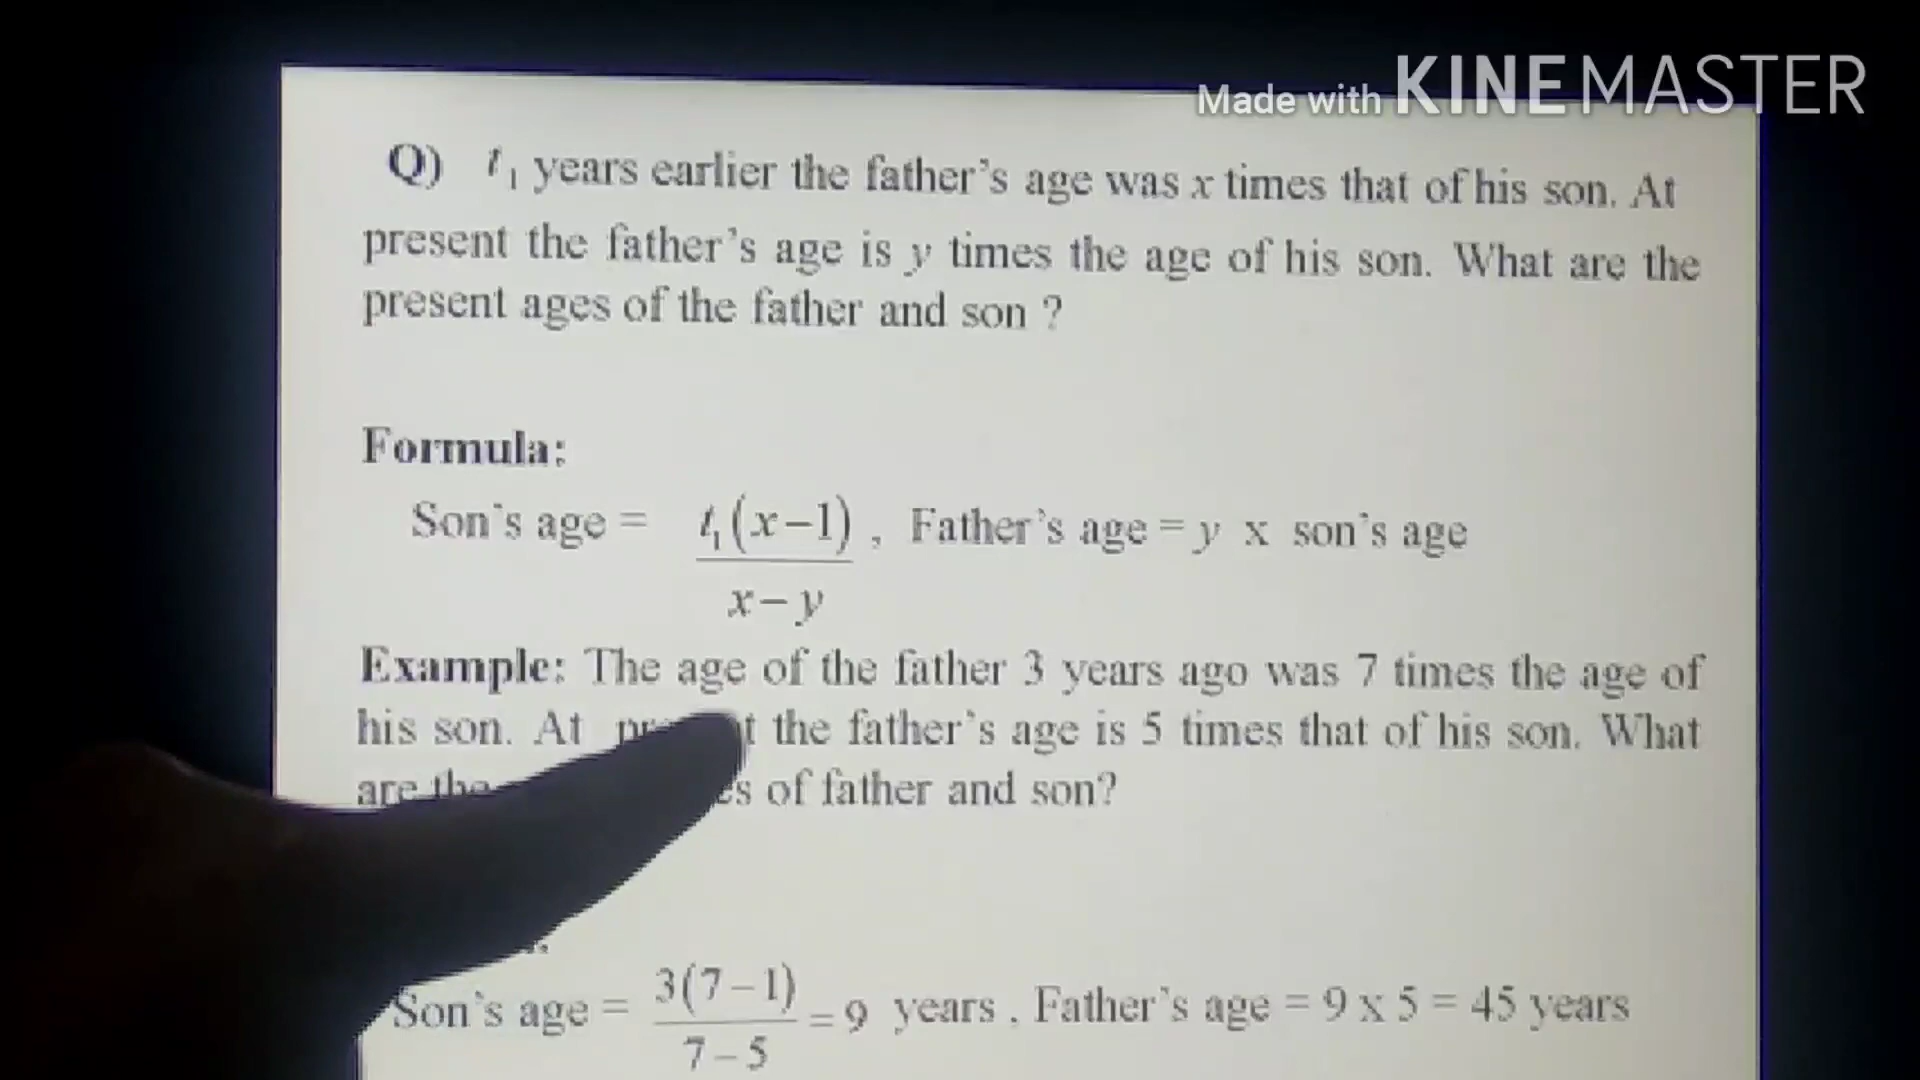 Made with KINEMASTER
Q) t₁ years earlier the father's age was x times that of his son. At
present the father's age is y times the age of his son. What are the
present ages of the father and son ?
Formula:
Son's age = t₁(x−1) / x−y , Father's age = y x son's age
Example: The age of the father 3 years ago was 7 times the age of
his son. At the father's age is 5 times that of his son. What
are the of father and son?
Son's age = 3(7−1) / 7−5 = 9 years , Father's age = 9 x 5 = 45 years